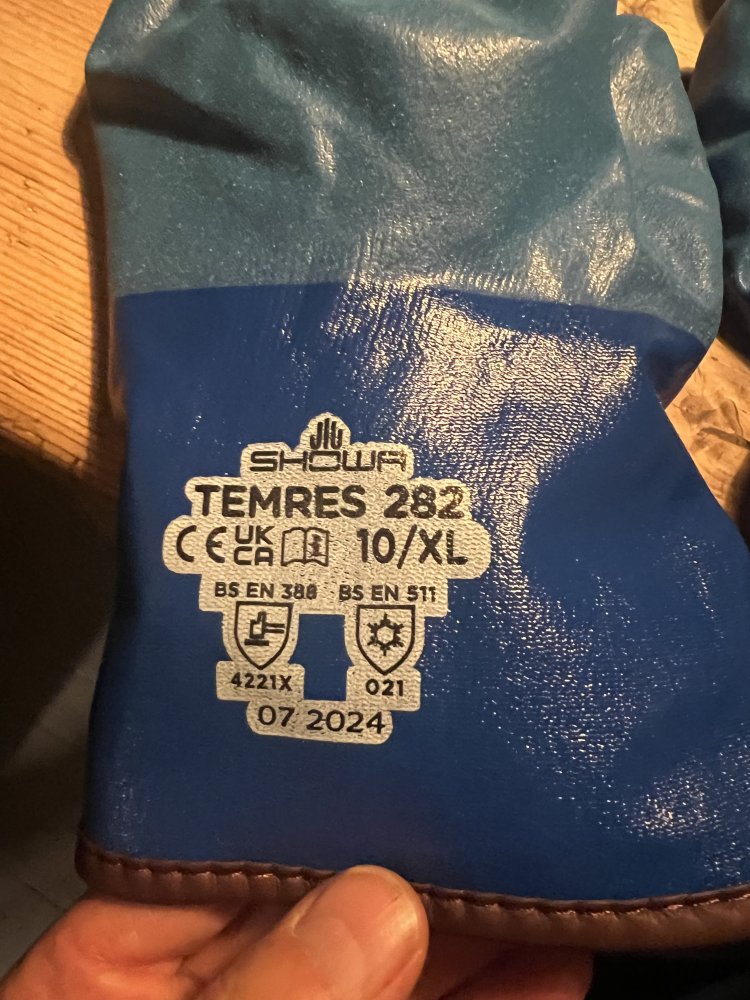 SHOWA
TEMRES 282
CE UK CA i 10/XL
BS EN 388 BS EN 511
4221X 021
07 2024